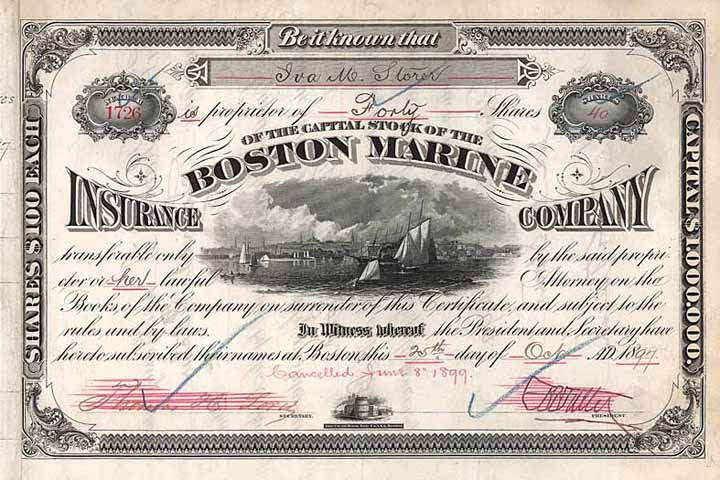 Be it known that
Iva M. Storer
1726
is proprietor of Forty Shares
40
OF THE CAPITAL STOCK OF THE
BOSTON MARINE
INSURANCE COMPANY
SHARES $100 EACH
CAPITAL $1,000,000.
transferable only by the said propri-
etor or her lawful Attorney on the
Books of the Company on surrender of this Certificate, and subject to the
rules and by laws. In Witness whereof the President and Secretary have
hereto subscribed their names at Boston this 25th day of Oct AD 1897
Cancelled June 8th 1899.
SECRETARY.
PRESIDENT.